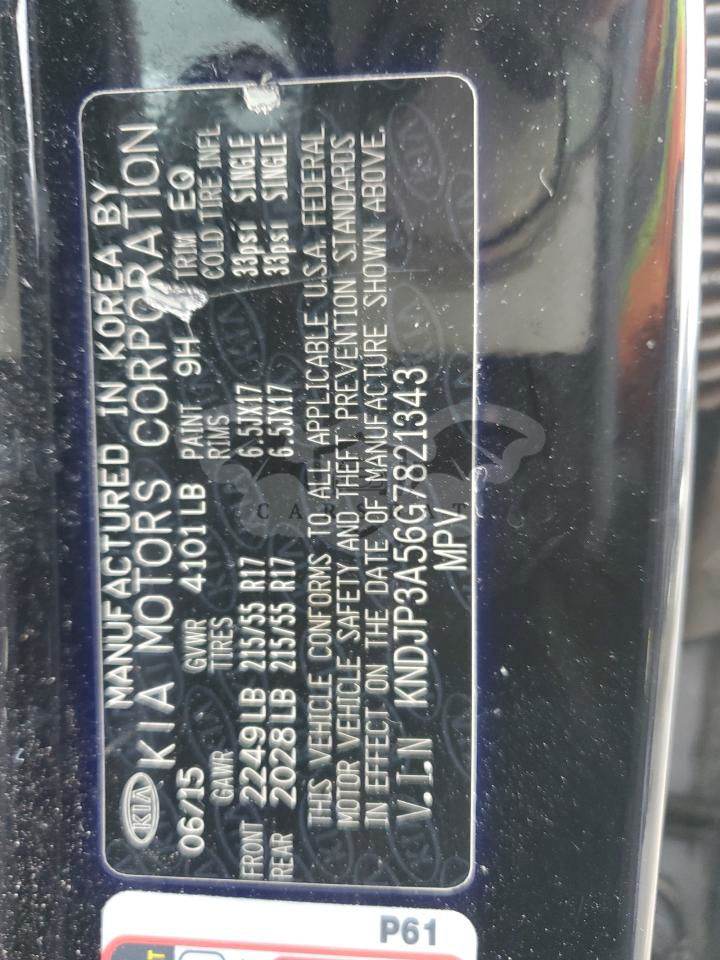 MANUFACTURED IN KOREA BY
KIA KIA MOTORS CORPORATION
06/15 GVWR 4101LB PAINT 9H TRIM EQ
GAWR TIRES RIMS COLD TIRE INFL
FRONT 2249LB 215/55 R17 6.5JX17 33psi SINGLE
REAR 2028LB 215/55 R17 6.5JX17 33psi SINGLE
THIS VEHICLE CONFORMS TO ALL APPLICABLE U.S.A. FEDERAL
MOTOR VEHICLE SAFETY AND THEFT PREVENTION STANDARDS
IN EFFECT ON THE DATE OF MANUFACTURE SHOWN ABOVE.
V.I.N KNDJP3A56G7821343
MPV
P61